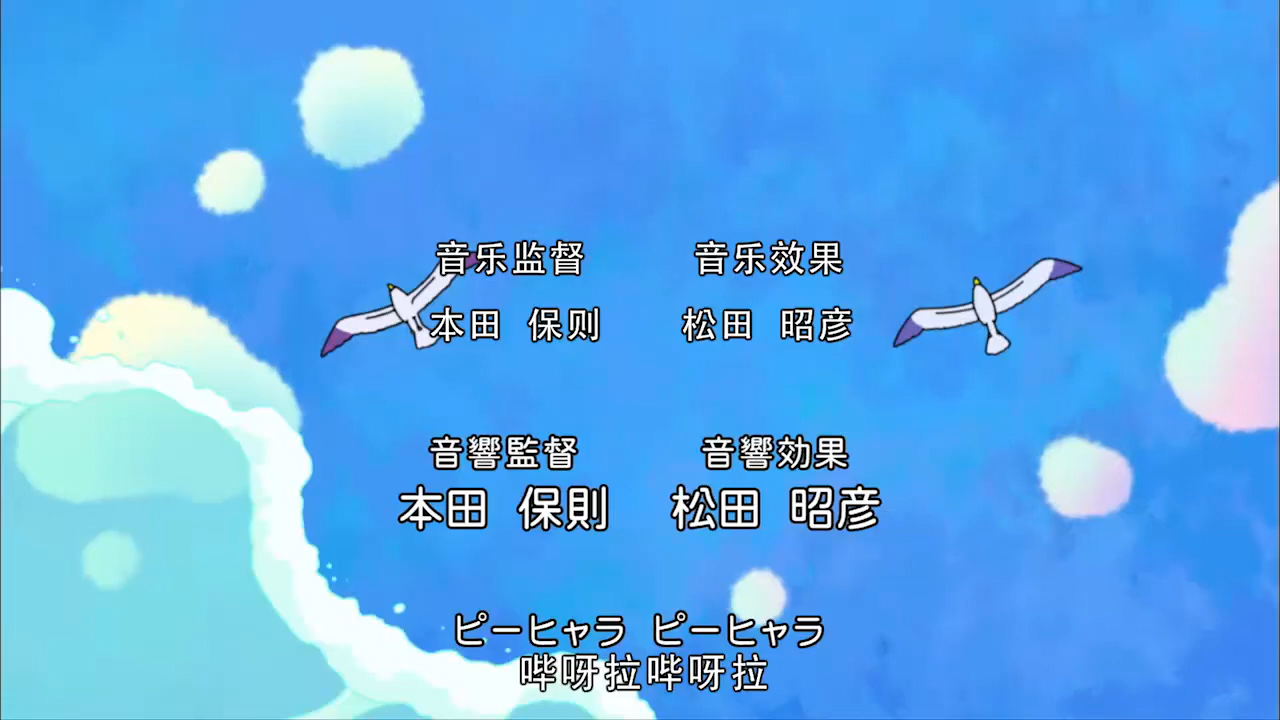 音乐监督 音乐效果
本田 保则 松田 昭彦
音響監督 音響効果
本田 保則 松田 昭彦
ピーヒャラ ピーヒャラ
哔呀拉哔呀拉